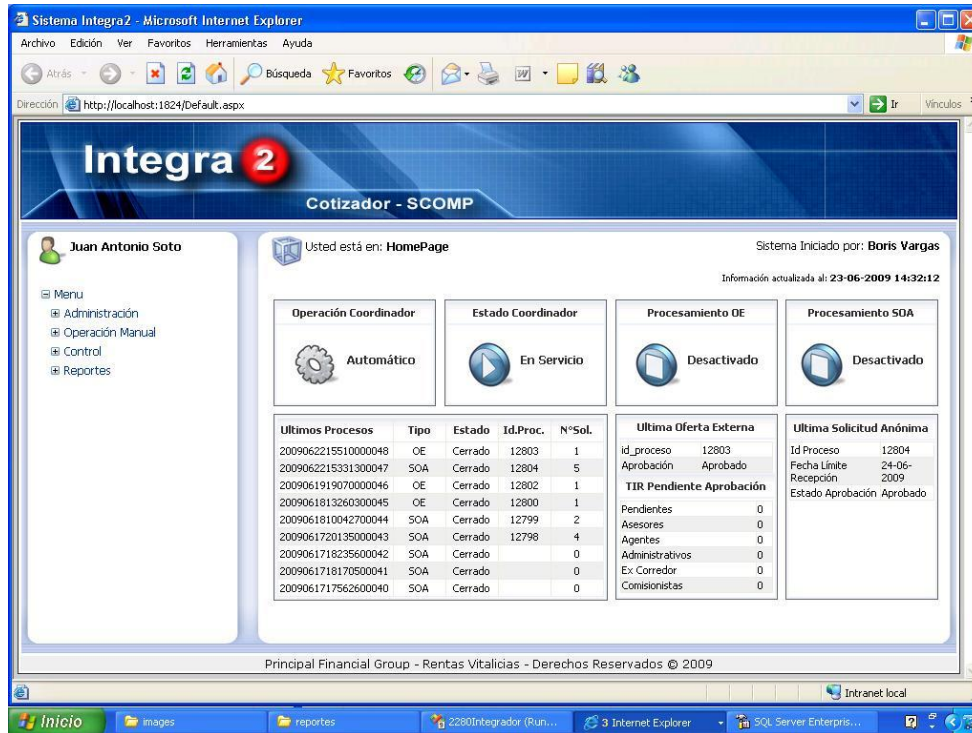 Sistema Integra2 - Microsoft Internet Explorer
Archivo Edición Ver Favoritos Herramientas Ayuda
Atrás Búsqueda Favoritos
Dirección http://localhost:1824/Default.aspx Ir Vínculos
Integra 2
Cotizador - SCOMP
Juan Antonio Soto
Menu
Administración
Operación Manual
Control
Reportes
Usted está en: HomePage
Sistema Iniciado por: Boris Vargas
Información actualizada al: 23-06-2009 14:32:12
Operación Coordinador
Automático
Estado Coordinador
En Servicio
Procesamiento OE
Desactivado
Procesamiento SOA
Desactivado
Ultimos Procesos Tipo Estado Id.Proc. N°Sol.
2009062215510000048 OE Cerrado 12803 1
2009062215331300047 SOA Cerrado 12804 5
2009061919070000046 OE Cerrado 12802 1
2009061813260300045 OE Cerrado 12800 1
2009061810042700044 SOA Cerrado 12799 2
2009061720135000043 SOA Cerrado 12798 4
2009061718235600042 SOA Cerrado 0
2009061718170500041 SOA Cerrado 0
2009061717562600040 SOA Cerrado 0
Ultima Oferta Externa
id_proceso 12803
Aprobación Aprobado
TIR Pendiente Aprobación
Pendientes 0
Asesores 0
Agentes 0
Administrativos 0
Ex Corredor 0
Comisionistas 0
Ultima Solicitud Anónima
Id Proceso 12804
Fecha Límite 24-06-
Recepción 2009
Estado Aprobación Aprobado
Principal Financial Group - Rentas Vitalicias - Derechos Reservados © 2009
Intranet local
Inicio images reportes 2280Integrador (Run... 3 Internet Explorer SQL Server Enterpris...